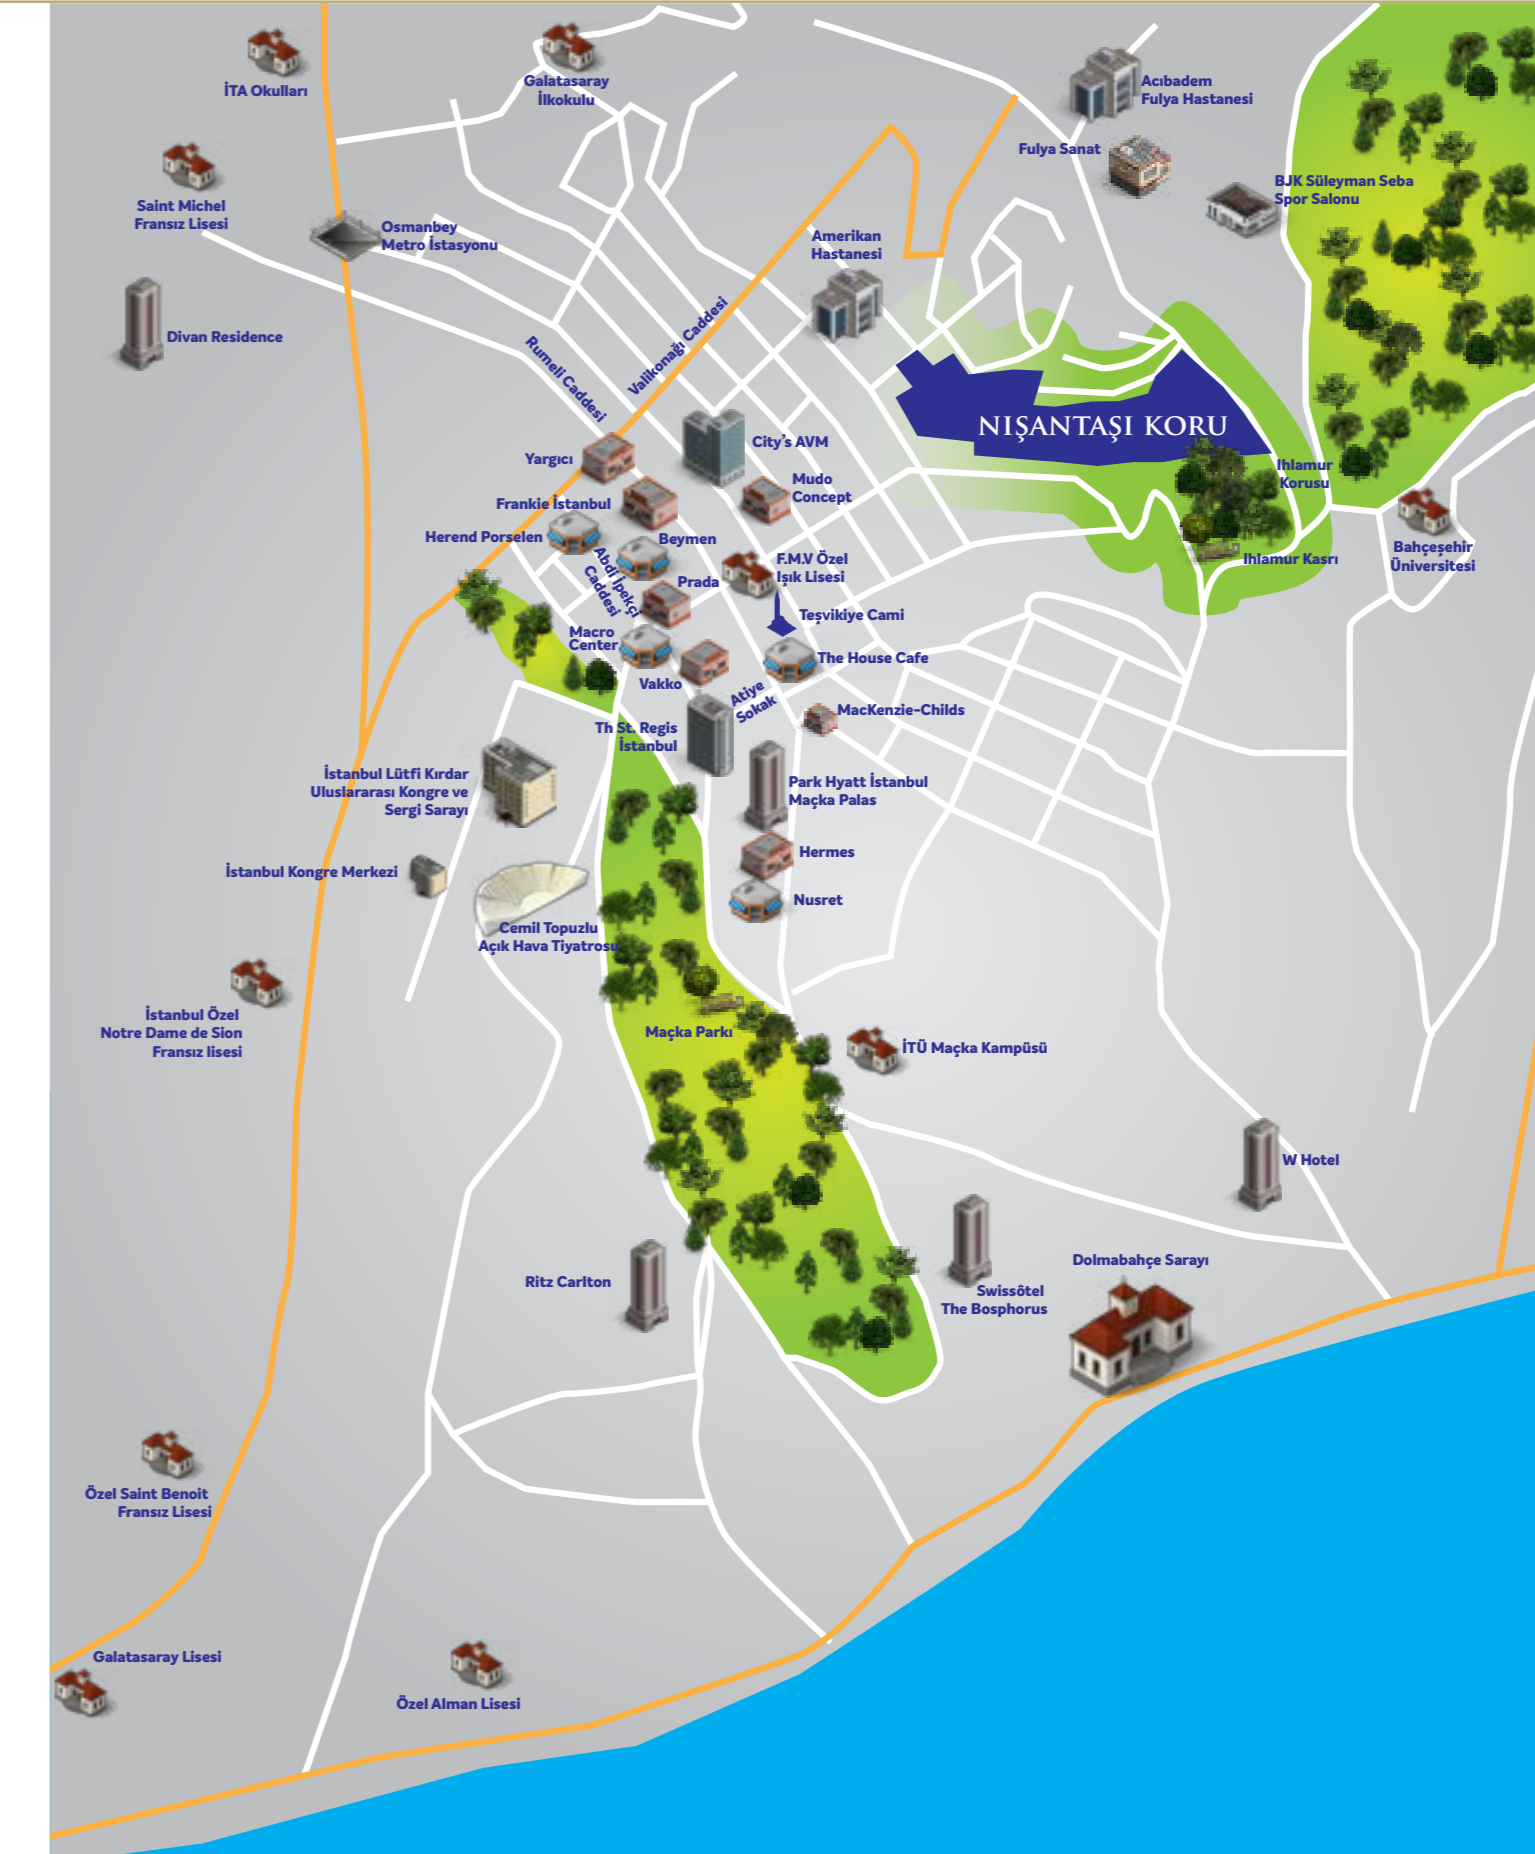 İTA Okulları
Galatasaray
İlkokulu
Acıbadem
Fulya Hastanesi
Fulya Sanat
BJK Süleyman Seba
Spor Salonu
Saint Michel
Fransız Lisesi
Osmanbey
Metro İstasyonu
Amerikan
Hastanesi
Divan Residence
Rumeli Caddesi
Valikonağı Caddesi
NIŞANTAŞI KORU
City's AVM
Yargıcı
Mudo
Concept
Ihlamur
Korusu
Frankie İstanbul
Herend Porselen
Beymen
Abdi İpekçi
Caddesi
Prada
F.M.V Özel
Işık Lisesi
Bahçeşehir
Üniversitesi
Ihlamur Kasrı
Teşvikiye Cami
Macro
Center
The House Cafe
Vakko
Atiye
Sokak
MacKenzie-Childs
Th St. Regis
İstanbul
İstanbul Lütfi Kırdar
Uluslararası Kongre ve
Sergi Sarayı
Park Hyatt İstanbul
Maçka Palas
Hermes
İstanbul Kongre Merkezi
Nusret
Cemil Topuzlu
Açık Hava Tiyatrosu
İstanbul Özel
Notre Dame de Sion
Fransız lisesi
Maçka Parkı
İTÜ Maçka Kampüsü
W Hotel
Ritz Carlton
Swissôtel
The Bosphorus
Dolmabahçe Sarayı
Özel Saint Benoit
Fransız Lisesi
Galatasaray Lisesi
Özel Alman Lisesi